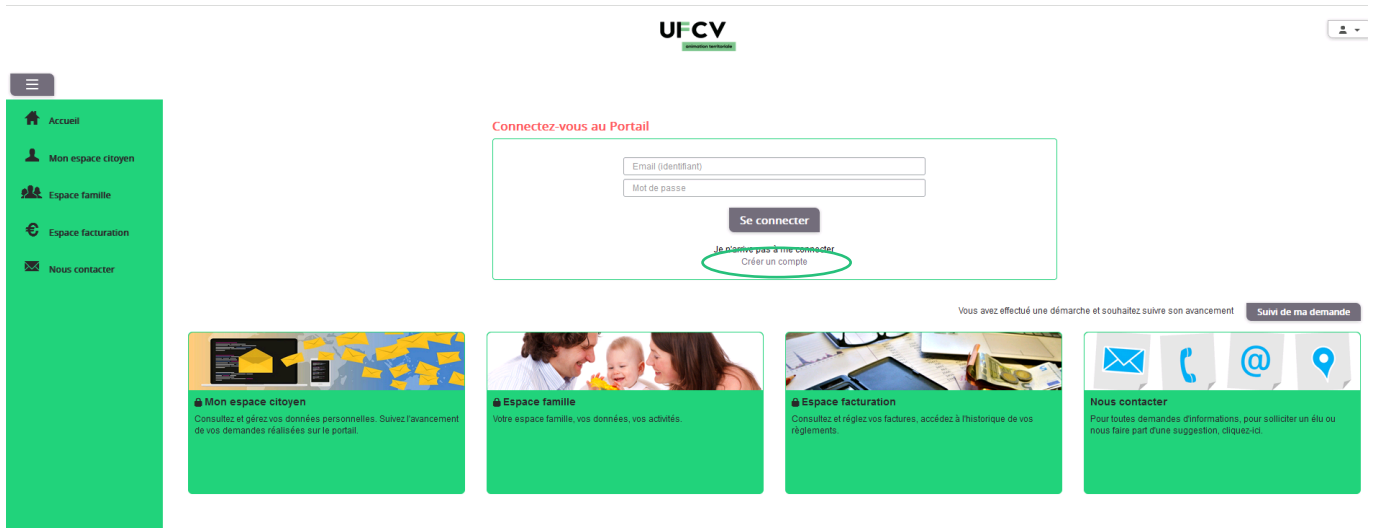 UFCV
animation territoriale
Accueil
Mon espace citoyen
Espace famille
Espace facturation
Nous contacter
Connectez-vous au Portail
Email (identifiant)
Mot de passe
Se connecter
Je n'arrive pas à me connecter
Créer un compte
Vous avez effectué une démarche et souhaitez suivre son avancement
Suivi de ma demande
Mon espace citoyen
Consultez et gérez vos données personnelles. Suivez l'avancement
de vos demandes réalisées sur le portail.
Espace famille
Votre espace famille, vos données, vos activités.
Espace facturation
Consultez et réglez vos factures, accédez à l'historique de vos
règlements.
Nous contacter
Pour toutes demandes d'informations, pour solliciter un élu ou
nous faire part d'une suggestion, cliquez-ici.